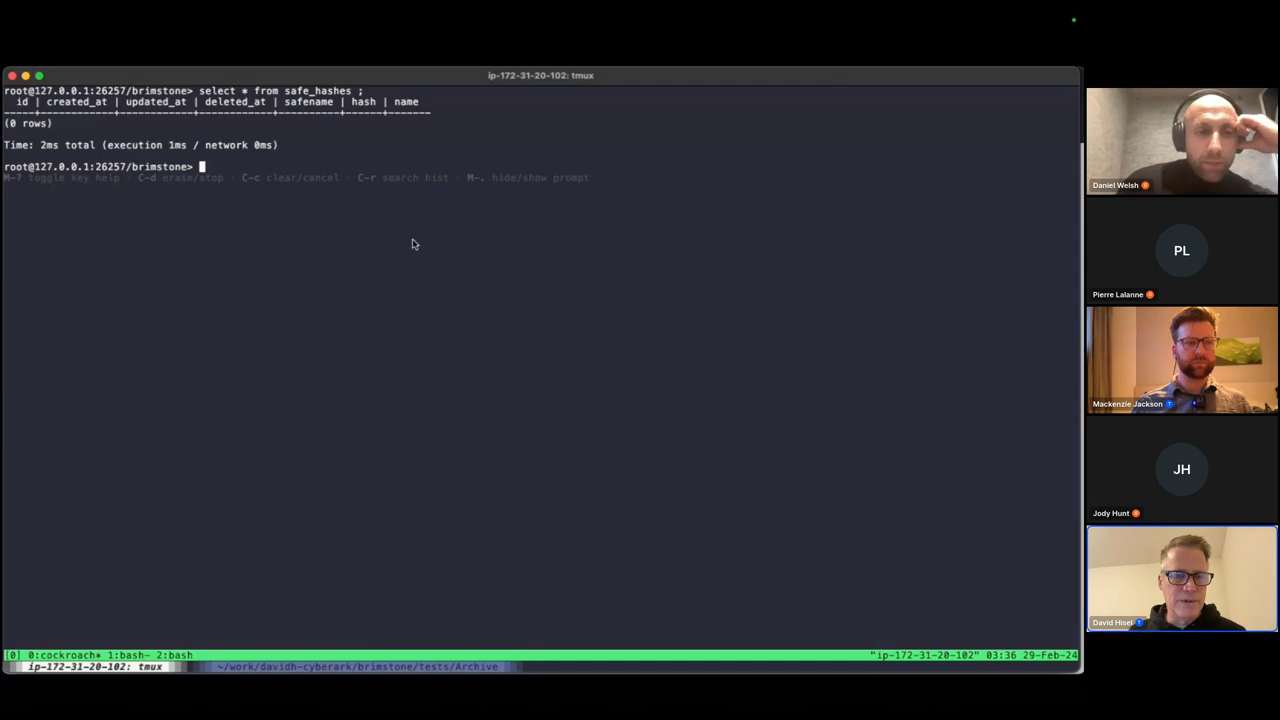 ip-172-31-20-102: tmux
root@127.0.0.1:26257/brimstone> select * from safe_hashes ;
id | created_at | updated_at | deleted_at | safename | hash | name
-----+------------+------------+------------+----------+------+-------
(0 rows)
Time: 2ms total (execution 1ms / network 0ms)
root@127.0.0.1:26257/brimstone>
M-? toggle key help · C-d erase/stop · C-c clear/cancel · C-r search hist · M-. hide/show prompt
Daniel Welsh
PL
Pierre Lalanne
Mackenzie Jackson
JH
Jody Hunt
David Hisel
[0] 0:cockroach* 1:bash- 2:bash "ip-172-31-20-102" 03:36 29-Feb-24
ip-172-31-20-102: tmux ~/work/davidh-cyberark/brimstone/tests/Archive